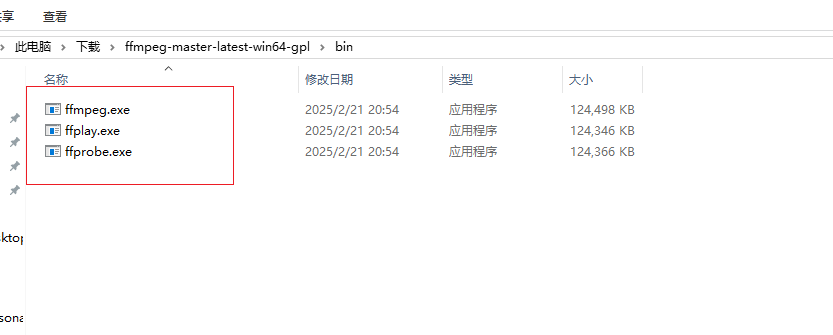 共享 查看
此电脑 下载 ffmpeg-master-latest-win64-gpl bin
名称 修改日期 类型 大小
ffmpeg.exe 2025/2/21 20:54 应用程序 124,498 KB
ffplay.exe 2025/2/21 20:54 应用程序 124,346 KB
ffprobe.exe 2025/2/21 20:54 应用程序 124,366 KB
sktop
sona